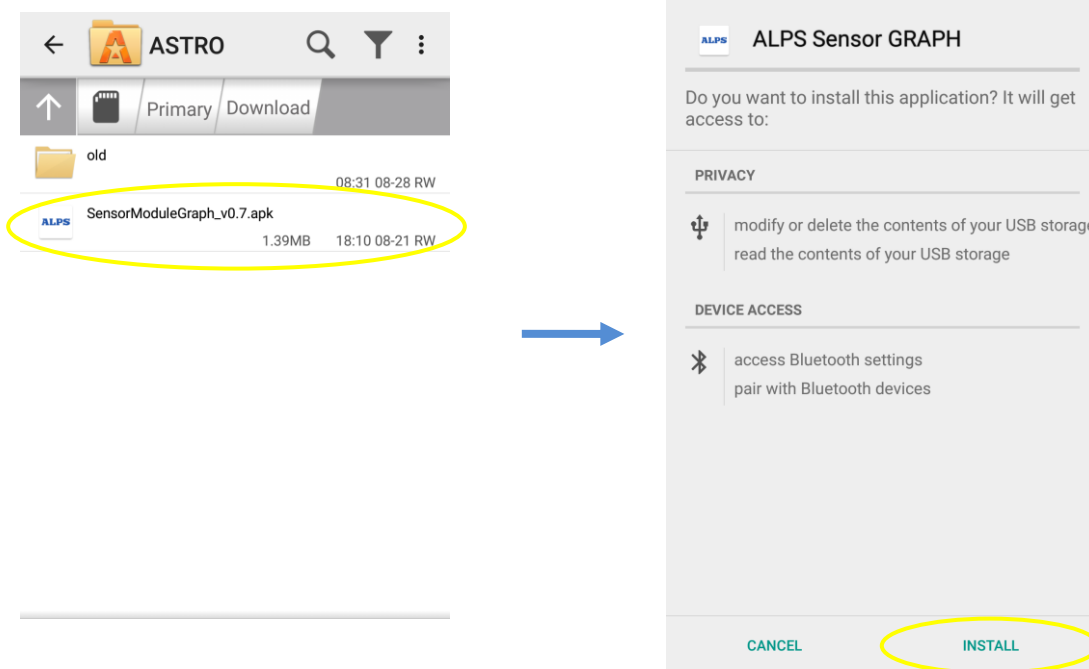 ASTRO
Primary
Download
old
08:31 08-28 RW
ALPS
SensorModuleGraph_v0.7.apk
1.39MB 18:10 08-21 RW
ALPS
ALPS Sensor GRAPH
Do you want to install this application? It will get
access to:
PRIVACY
modify or delete the contents of your USB storage
read the contents of your USB storage
DEVICE ACCESS
access Bluetooth settings
pair with Bluetooth devices
CANCEL
INSTALL